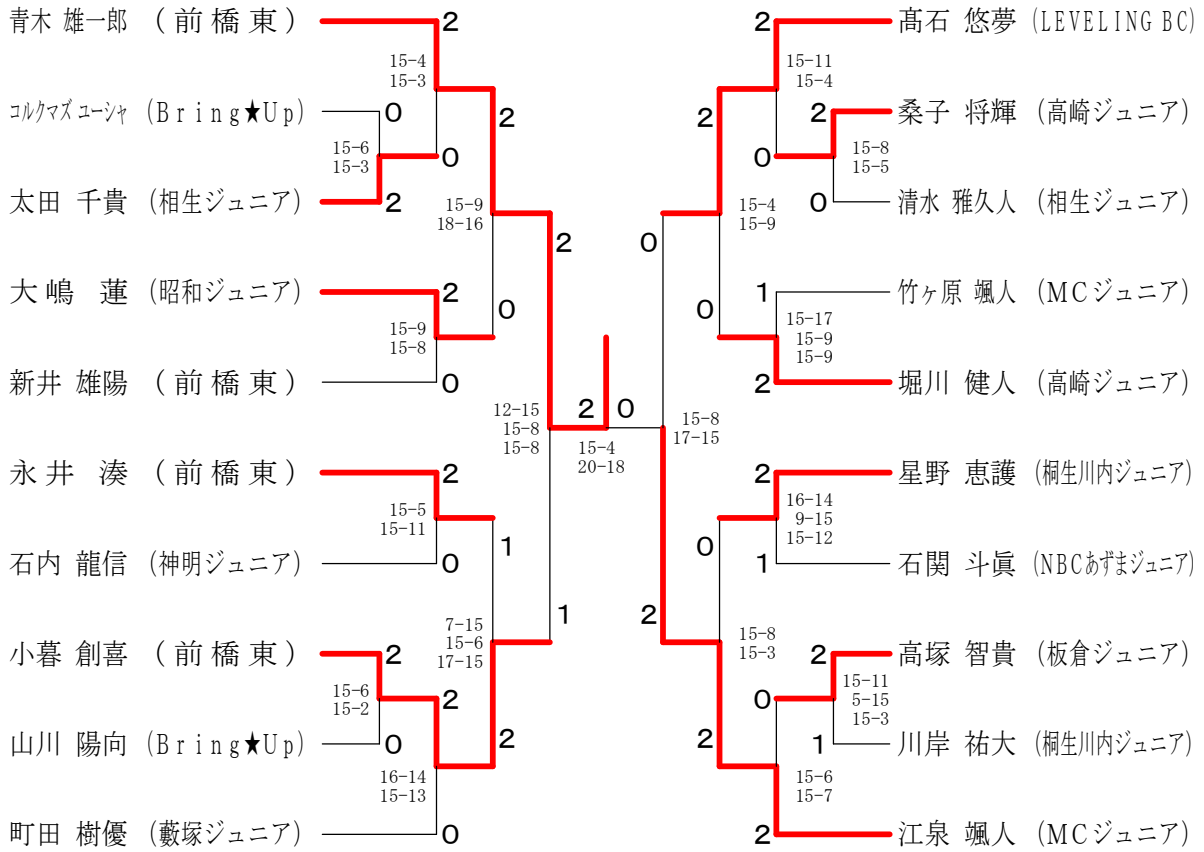 青木 雄一郎 (前橋東) 2 2 髙石 悠夢 (LEVELING BC)
15-4 15-11
15-3 15-4
コルクマズ ユーシャ (Bring★Up) 0 2 2 2 桑子 将輝 (高崎ジュニア)
15-6 15-8
15-3 0 0 15-5
太田 千貴 (相生ジュニア) 2 15-9 15-4 0 清水 雅久人 (相生ジュニア)
18-16 15-9
2 0
大嶋 蓮 (昭和ジュニア) 2 1 竹ヶ原 颯人 (MCジュニア)
0 0 15-17
15-9 15-9
15-8 15-9
新井 雄陽 (前橋東) 0 2 堀川 健人 (高崎ジュニア)
12-15 2 0 15-8
15-8 17-15
15-8 15-4
20-18
永井 湊 (前橋東) 2 2 星野 恵護 (桐生川内ジュニア)
15-5 16-14
15-11 9-15
1 0 15-12
石内 龍信 (神明ジュニア) 0 1 石関 斗眞 (NBCあずまジュニア)
1 2
7-15 15-8
15-6 15-3
17-15
小暮 創喜 (前橋東) 2 2 高塚 智貴 (板倉ジュニア)
15-6 15-11
15-2 2 0 5-15
15-3
山川 陽向 (Bring★Up) 0 2 2 1 川岸 祐大 (桐生川内ジュニア)
16-14 15-6
15-13 15-7
町田 樹優 (藪塚ジュニア) 0 2 江泉 颯人 (MCジュニア)